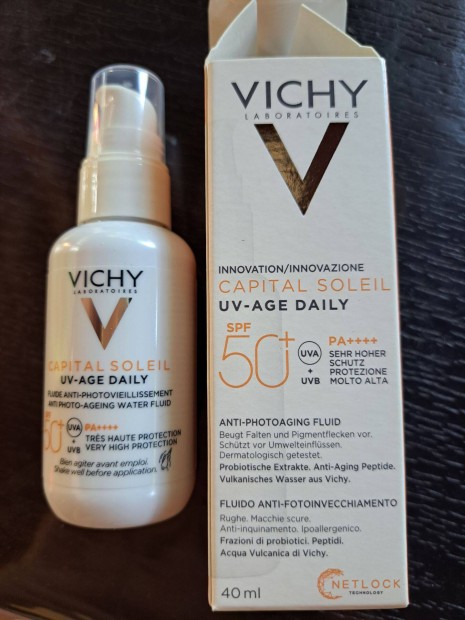 VICHY
LABORATOIRES
CAPITAL SOLEIL
UV-AGE DAILY
FLUIDE ANTI-PHOTOVIEILLISSEMENT
ANTI PHOTO-AGEING WATER FLUID
SPF
50+
UVA
+
UVB
PA++++
TRÈS HAUTE PROTECTION
VERY HIGH PROTECTION
Bien agiter avant emploi.
Shake well before application.
VICHY
LABORATOIRES
INNOVATION/INNOVAZIONE
CAPITAL SOLEIL
UV-AGE DAILY
SPF
50+
UVA
+
UVB
PA++++
SEHR HOHER
SCHUTZ
PROTEZIONE
MOLTO ALTA
ANTI-PHOTOAGING FLUID
Beugt Falten und Pigmentflecken vor.
Schützt vor Umwelteinflüssen.
Dermatologisch getestet.
Probiotische Extrakte. Anti-Aging Peptide.
Vulkanisches Wasser aus Vichy.
FLUIDO ANTI-FOTOINVECCHIAMENTO
Rughe. Macchie scure.
Anti-inquinamento. Ipoallergenico.
Frazioni di probiotici. Peptidi.
Acqua Vulcanica di Vichy.
40 ml
NETLOCK
TECHNOLOGY